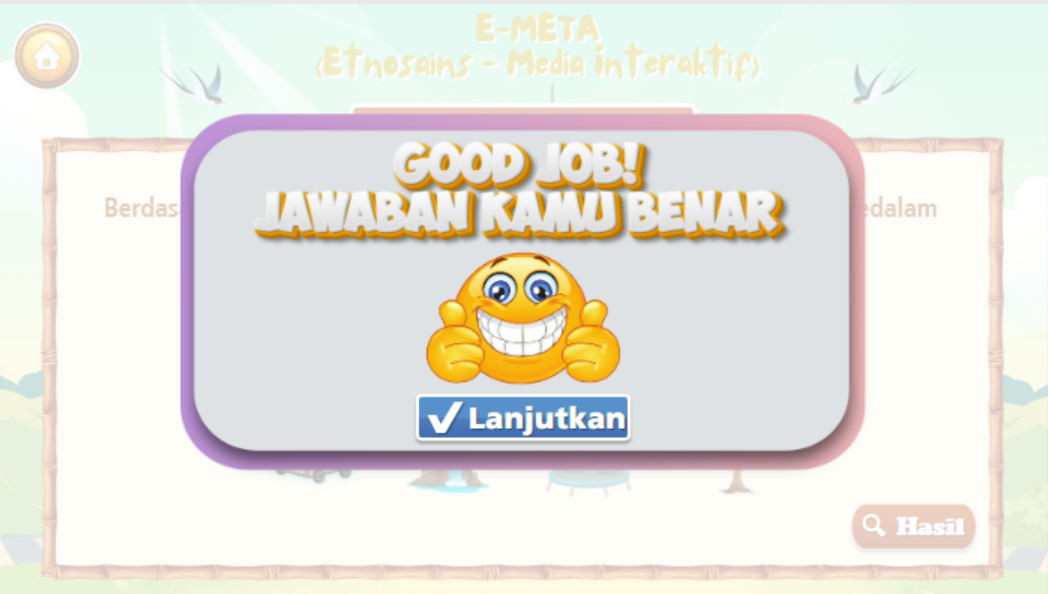 E-META
(Etnosains - Media interaktif)
GOOD JOB!
JAWABAN KAMU BENAR
Berdas
edalam
Lanjutkan
Hasil